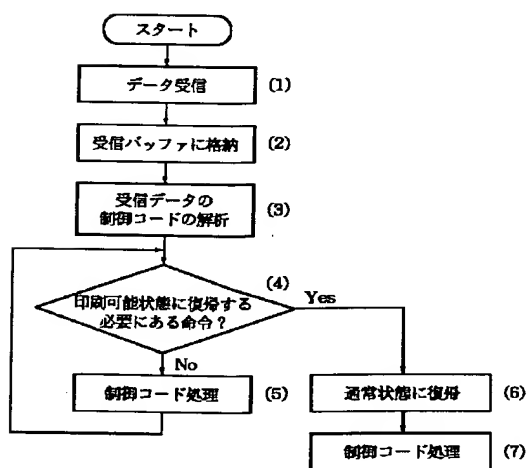 スタート
データ受信
(1)
受信バッファに格納
(2)
受信データの
制御コードの解析
(3)
(4)
印刷可能状態に復帰する
必要にある命令？
Yes
No
制御コード処理
(5)
通常状態に復帰
(6)
制御コード処理
(7)